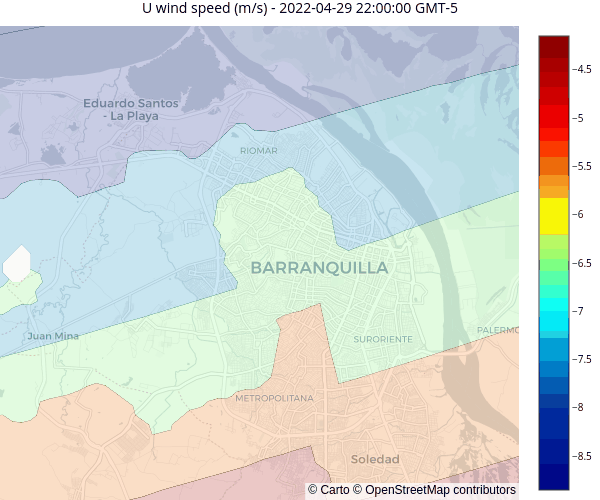 U wind speed (m/s) - 2022-04-29 22:00:00 GMT-5
Eduardo Santos
- La Playa
RIOMAR
BARRANQUILLA
Juan Mina
SURORIENTE
PALERMO
METROPOLITANA
Soledad
© Carto © OpenStreetMap contributors
−4.5
−5
−5.5
−6
−6.5
−7
−7.5
−8
−8.5